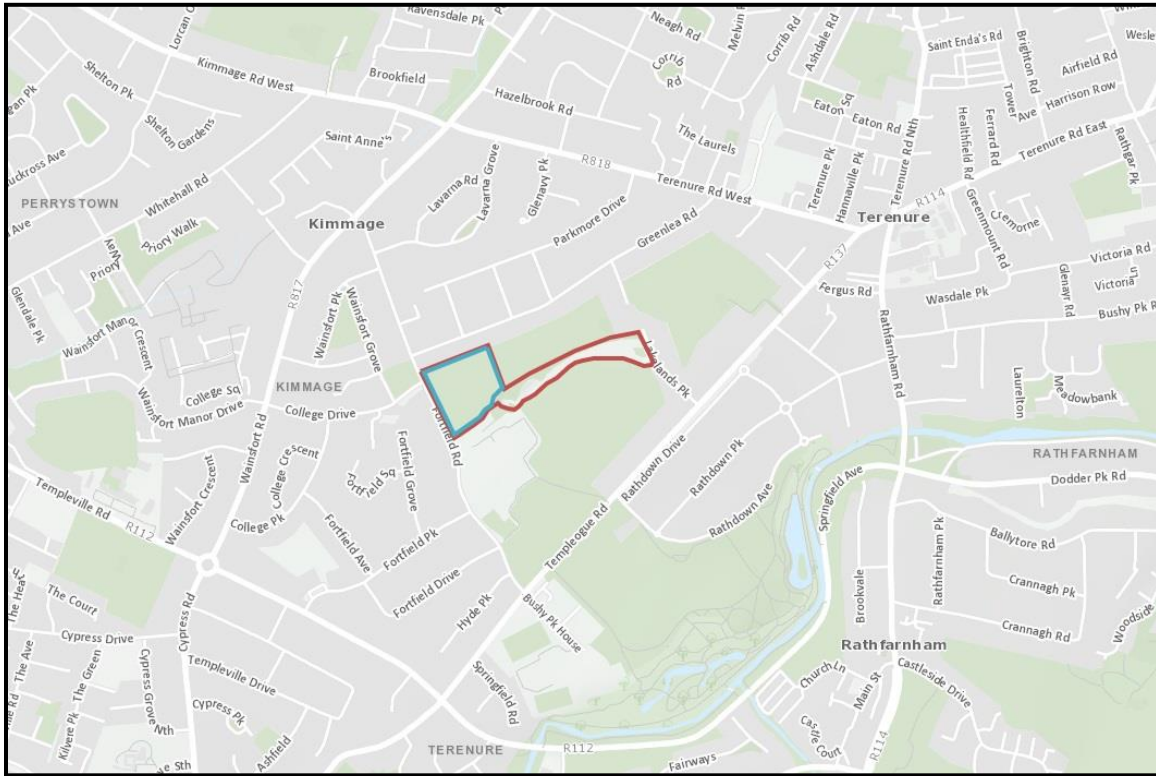 Ravensdale Pk
Neagh Rd
Corrib Rd
Ashdale Rd
Saint Enda's Rd
Brighton Rd
Wesle
Lorcan
Kimmage Rd West
Brookfield
Corrib
Rd
Airfield Rd
Tower
Ave
Harrison Row
Shelton Pk
Shelton
Gardens
Hazelbrook Rd
Eaton Sq
Eaton Rd
Healthfield Rd
Ferrard Rd
Terenure Rd East
Saint Anne's
The Laurels
Terenure Rd Nth
Rathgar Pk
uckross Ave
Whitehall Rd
R818
Terenure Pk
Hannaville Pk
R114
PERRYSTOWN
Lavarna Rd
Lavarna Grove
Glenavy Pk
Terenure Rd West
Greenmount Rd
Cremorne
Kimmage
Terenure
Priory Walk
Priory
Way
Parkmore Drive
Greenlea Rd
R137
Victoria Rd
Victoria
Glenayr Rd
Glendale Pk
R817
Fergus Rd
Wasdale Pk
Bushy Pk R
Wainsfort Manor
Crescent
Wainsfort Pk
Wainsfort Grove
Rathfarnham Rd
Lakelands Pk
KIMMAGE
College Sq
Wainsfort Manor Drive
College Drive
Laurelton
Meadowbank
Fortfield Rd
Wainsfort Rd
College Crescent
Fortfield Sq
Fortfield Grove
Rathdown Drive
Rathdown Pk
RATHFARNHAM
Dodder Pk Rd
Springfield Ave
Templeville Rd
R112
Wainsfort Crescent
College Pk
Fortfield Ave
Fortfield Pk
Templeogue Rd
Rathdown Ave
Ballytore Rd
Rathfarnham Pk
Crannagh Pk
Brookvale
The Court
Fortfield Drive
Hyde Pk
Bushy Pk House
Crannagh Rd
Woodside
Cypress Drive
Cypress Rd
Rathfarnham
The Ave
The Green
Kilvere Pk
Cypress Grove
Nth
Templeville Drive
Cypress Pk
Springfield Rd
Church Ln
Main St
Castleside Drive
Castle
Court
Ashfield
TERENURE
R112
Fairways
R114
le Sth